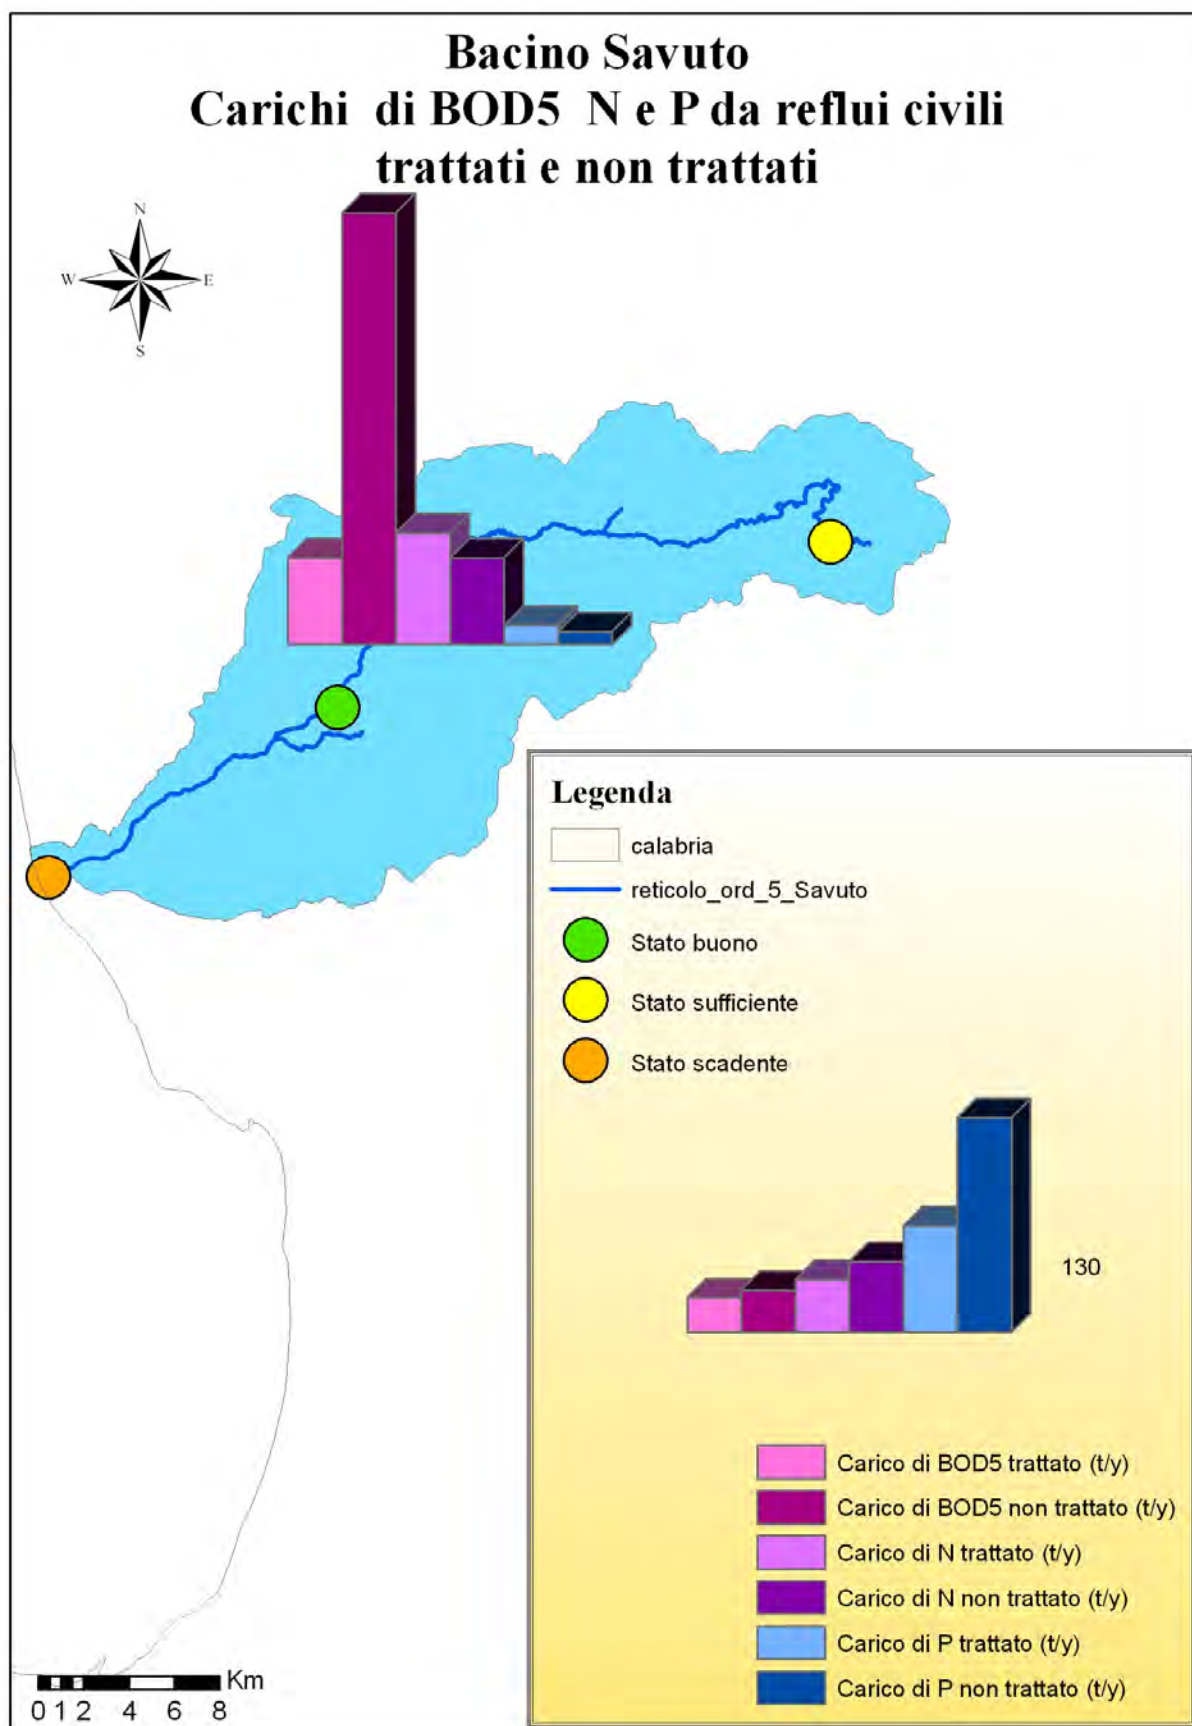 Bacino Savuto
Carichi di BOD5 N e P da reflui civili
trattati e non trattati
N
W
E
S
Legenda
calabria
reticolo_ord_5_Savuto
Stato buono
Stato sufficiente
Stato scadente
130
Carico di BOD5 trattato (t/y)
Carico di BOD5 non trattato (t/y)
Carico di N trattato (t/y)
Carico di N non trattato (t/y)
Carico di P trattato (t/y)
Carico di P non trattato (t/y)
Km
0 1 2 4 6 8